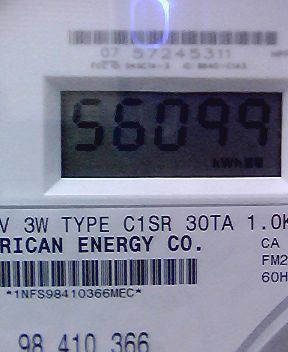 07 57245311
56099
kWh
V 3W TYPE C1SR 30TA 1.0K
RICAN ENERGY CO.
CA
FM2
60H
*1NFS98410366MEC*
98 410 366